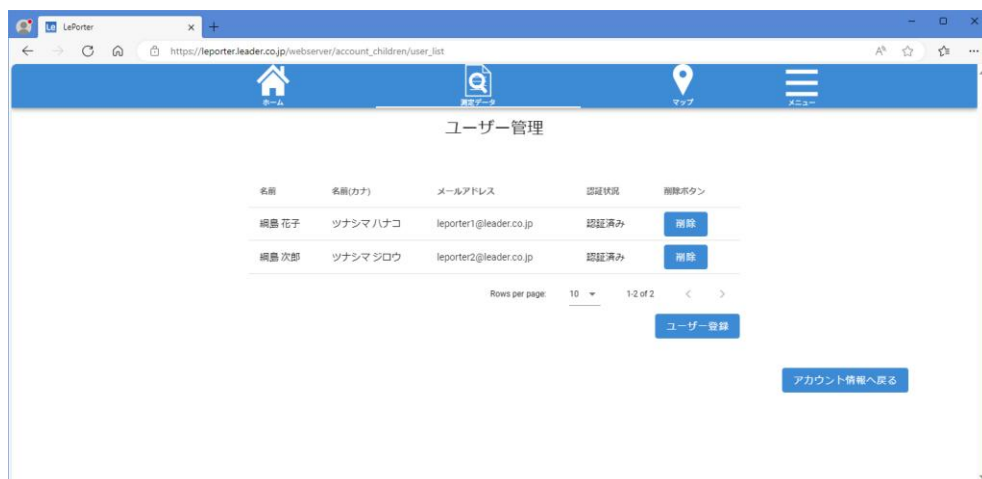 Le LePorter
https://leporter.leader.co.jp/webserver/account_children/user_list
ホーム 測定データ マップ メニュー
ユーザー管理
名前 名前(カナ) メールアドレス 認証状況 削除ボタン
綱島 花子 ツナシマ ハナコ leporter1@leader.co.jp 認証済み 削除
綱島 次郎 ツナシマ ジロウ leporter2@leader.co.jp 認証済み 削除
Rows per page: 10 1-2 of 2
ユーザー登録
アカウント情報へ戻る